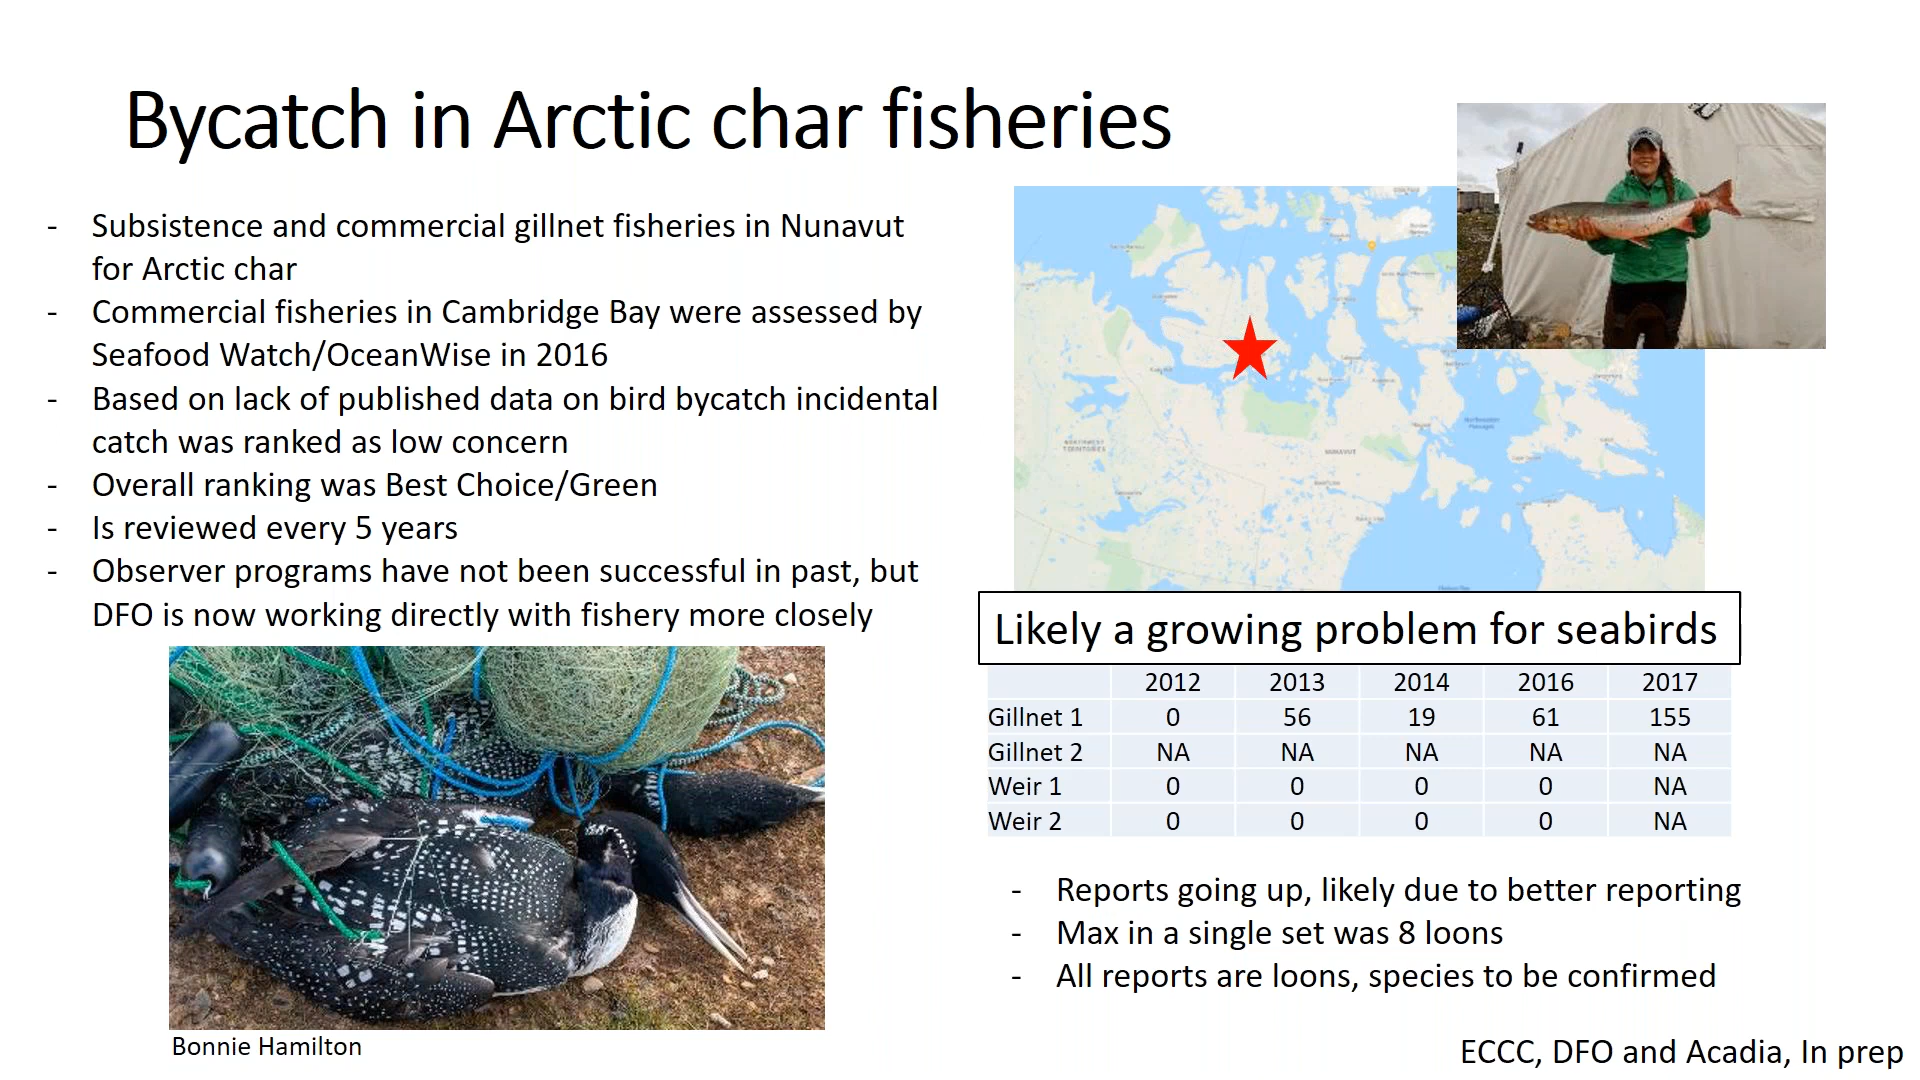 Bycatch in Arctic char fisheries
- Subsistence and commercial gillnet fisheries in Nunavut
for Arctic char
- Commercial fisheries in Cambridge Bay were assessed by
Seafood Watch/OceanWise in 2016
- Based on lack of published data on bird bycatch incidental
catch was ranked as low concern
- Overall ranking was Best Choice/Green
- Is reviewed every 5 years
- Observer programs have not been successful in past, but
DFO is now working directly with fishery more closely
Bonnie Hamilton
NORTHWEST
TERRITORIES
NUNAVUT
Likely a growing problem for seabirds
2012 2013 2014 2016 2017
Gillnet 1 0 56 19 61 155
Gillnet 2 NA NA NA NA NA
Weir 1 0 0 0 0 NA
Weir 2 0 0 0 0 NA
- Reports going up, likely due to better reporting
- Max in a single set was 8 loons
- All reports are loons, species to be confirmed
ECCC, DFO and Acadia, In prep